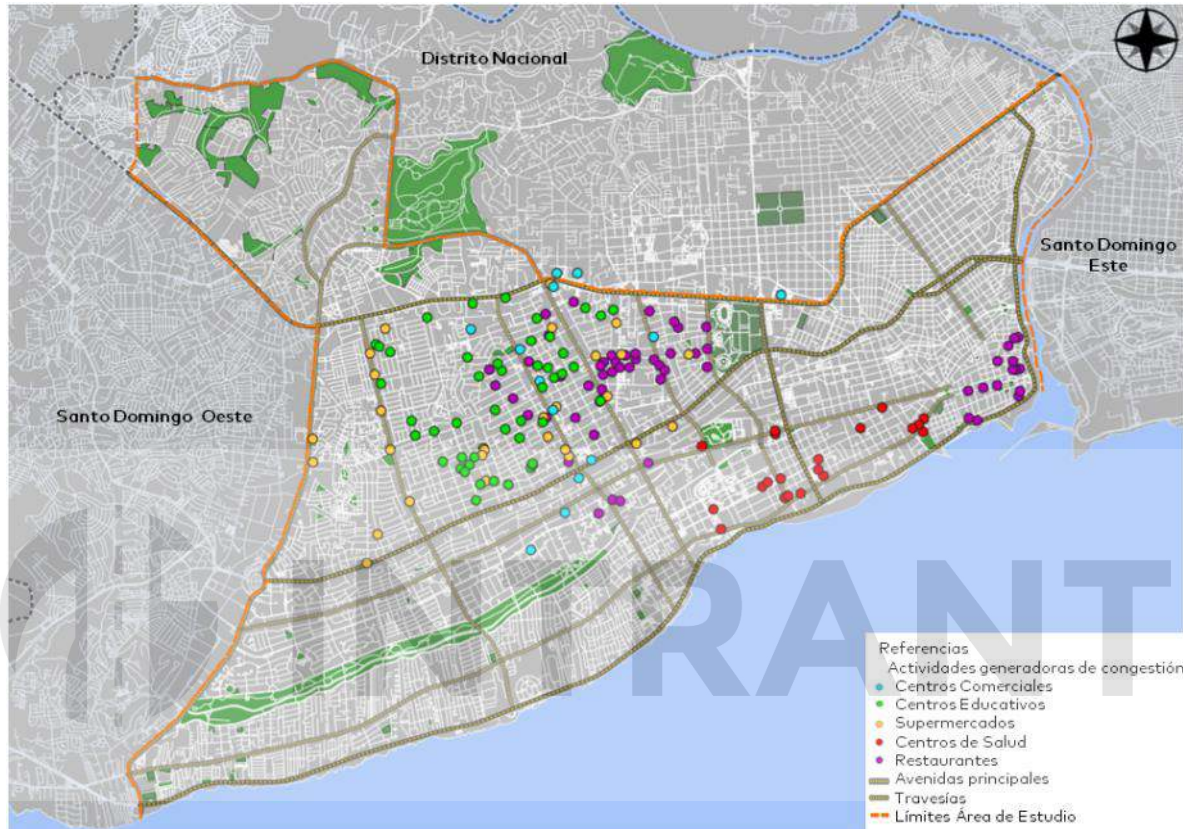 Distrito Nacional
Santo Domingo
Este
Santo Domingo Oeste
INTRANT
Referencias
Actividades generadoras de congestión
Centros Comerciales
Centros Educativos
Supermercados
Centros de Salud
Restaurantes
Avenidas principales
Travesías
Límites Área de Estudio